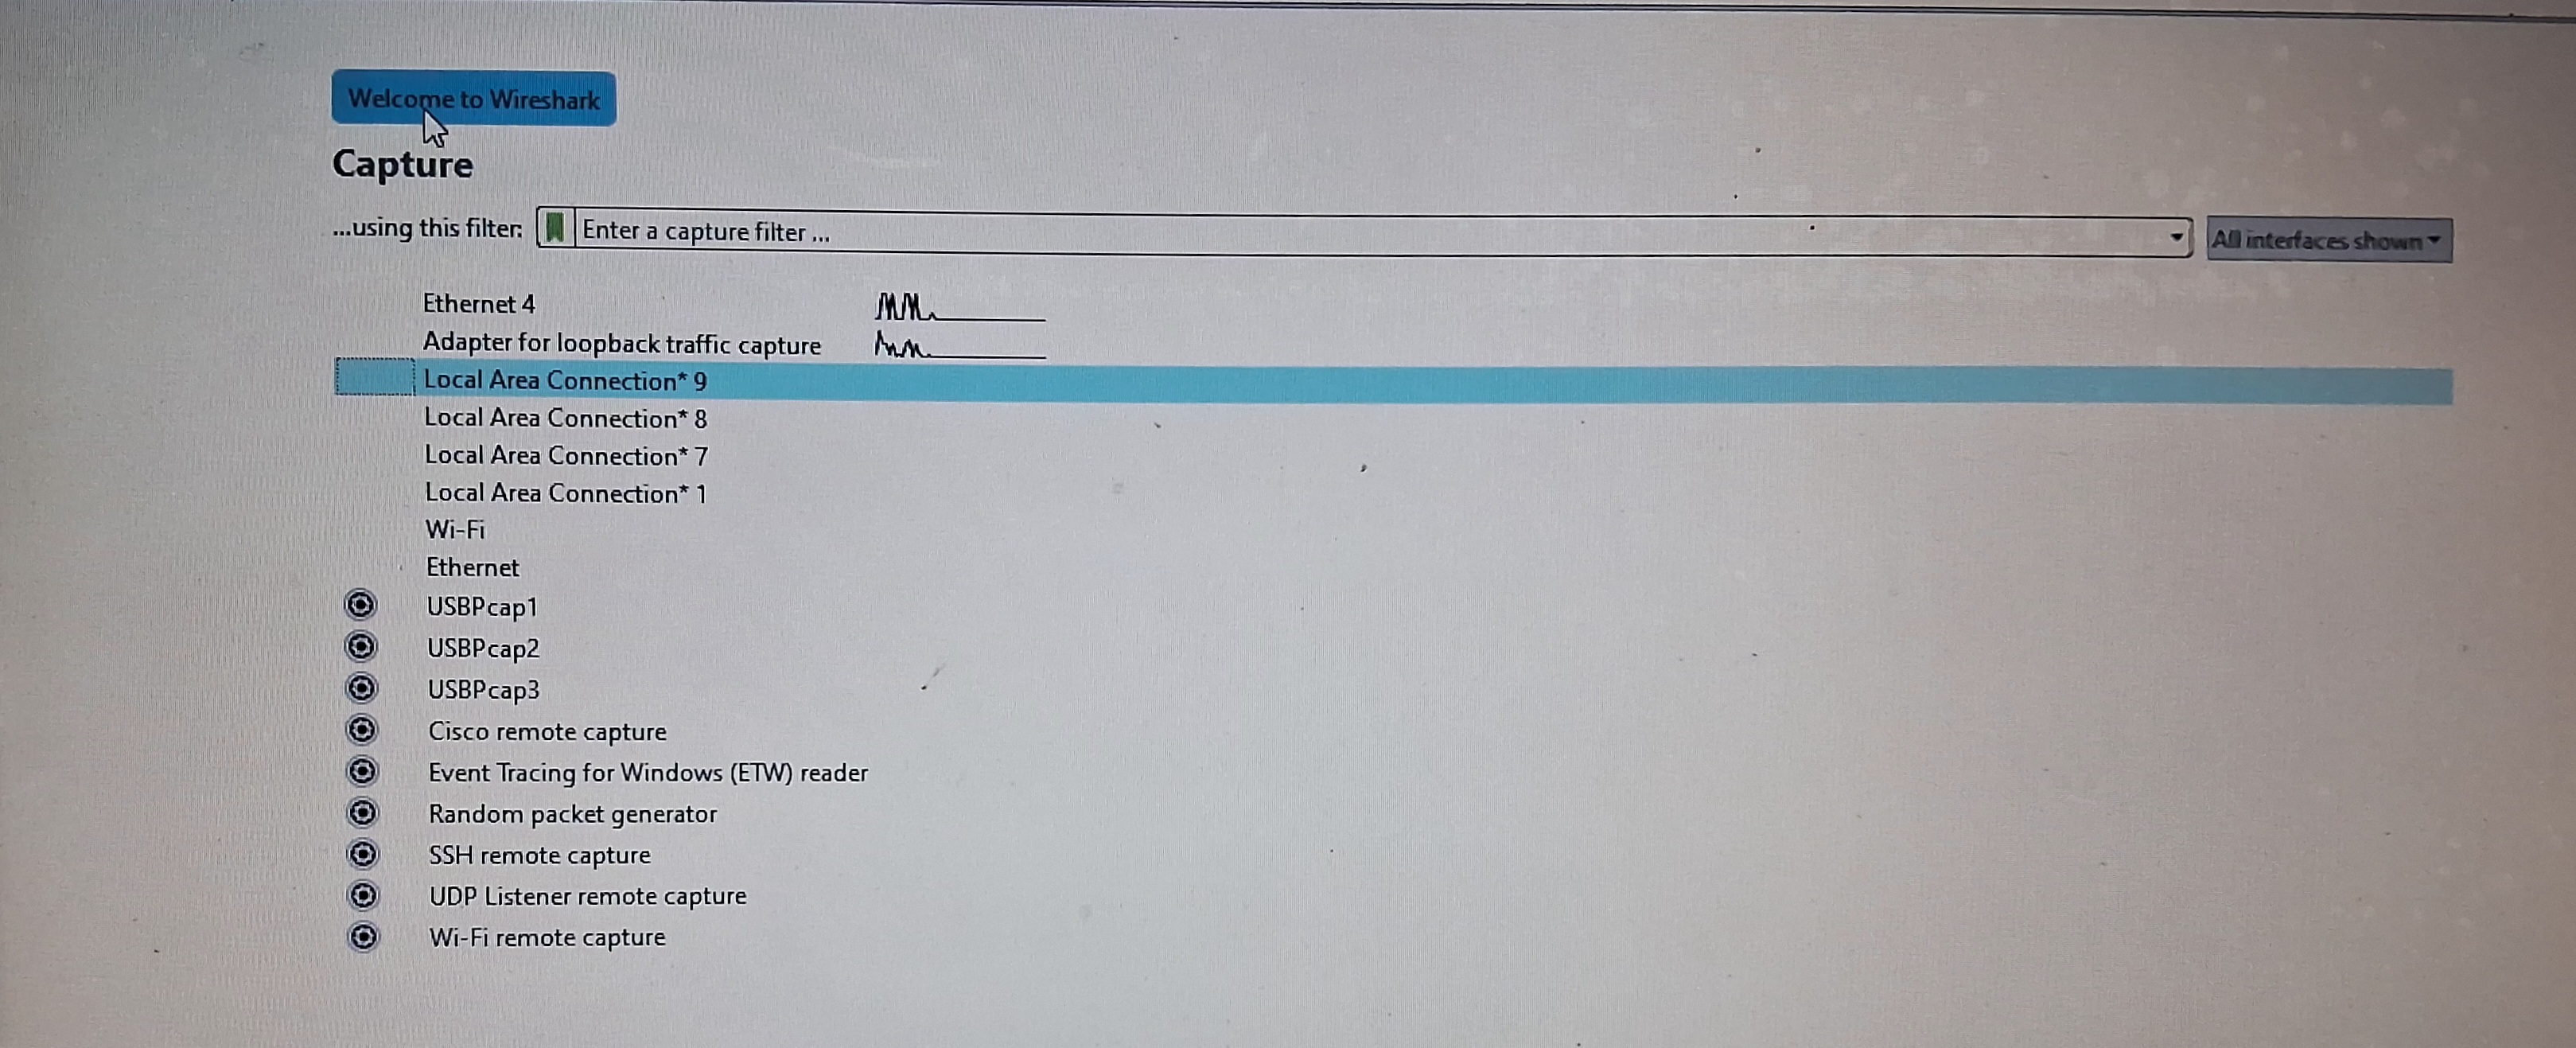 Welcome to Wireshark
Capture
...using this filter: Enter a capture filter ... All interfaces shown
Ethernet 4
Adapter for loopback traffic capture
Local Area Connection* 9
Local Area Connection* 8
Local Area Connection* 7
Local Area Connection* 1
Wi-Fi
Ethernet
USBPcap1
USBPcap2
USBPcap3
Cisco remote capture
Event Tracing for Windows (ETW) reader
Random packet generator
SSH remote capture
UDP Listener remote capture
Wi-Fi remote capture